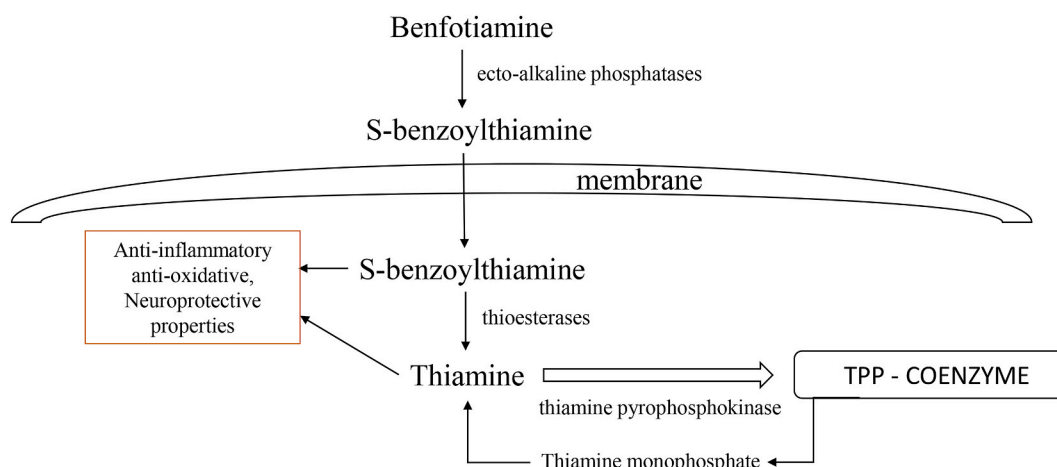 Benfotiamine
ecto-alkaline phosphatases
S-benzoylthiamine
membrane
Anti-inflammatory
anti-oxidative,
Neuroprotective
properties
S-benzoylthiamine
thioesterases
Thiamine
TPP - COENZYME
thiamine pyrophosphokinase
Thiamine monophosphate